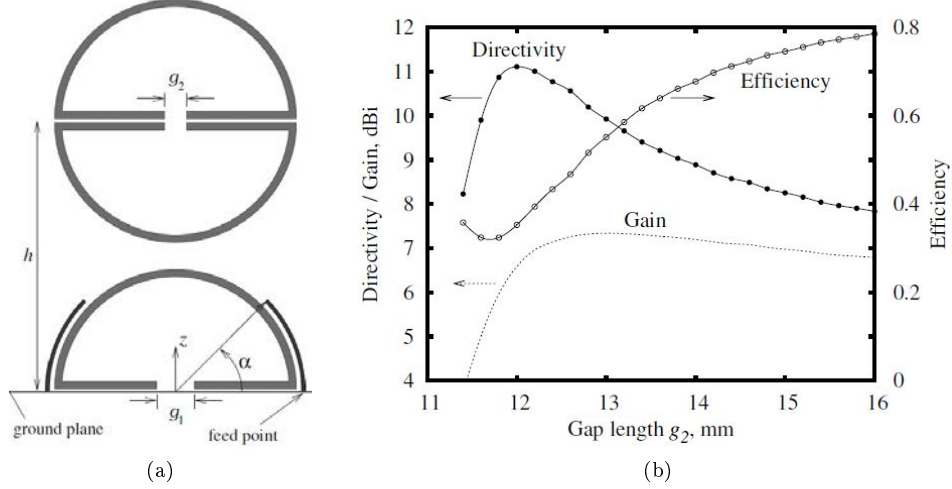 g2
h
z
α
g1
ground plane
feed point
(a)
12
11
10
9
8
7
6
5
4
Directivity / Gain, dBi
Directivity
Efficiency
Gain
0.8
0.6
0.4
0.2
0
Efficiency
11 12 13 14 15 16
Gap length g2, mm
(b)